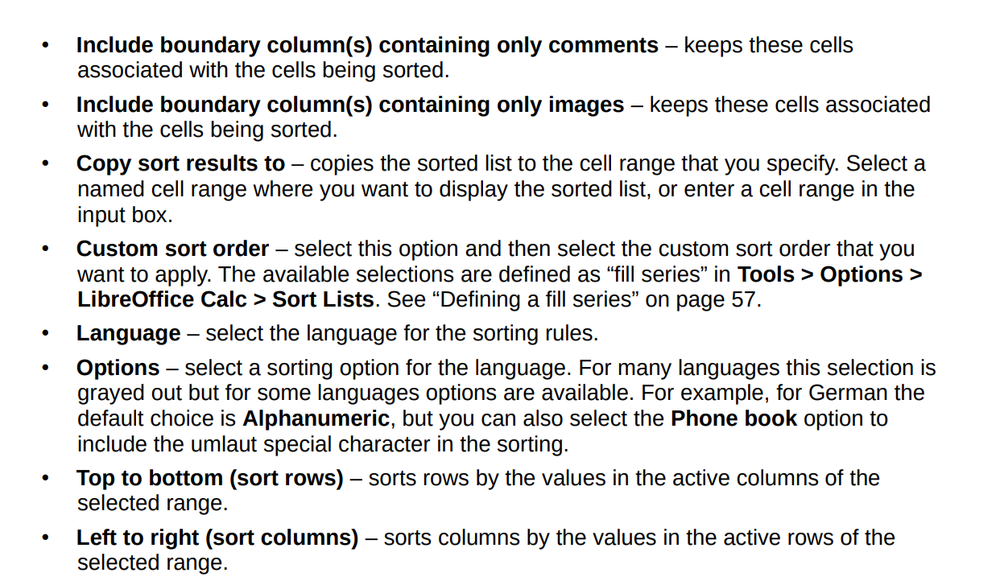 • Include boundary column(s) containing only comments – keeps these cells
associated with the cells being sorted.
• Include boundary column(s) containing only images – keeps these cells associated
with the cells being sorted.
• Copy sort results to – copies the sorted list to the cell range that you specify. Select a
named cell range where you want to display the sorted list, or enter a cell range in the
input box.
• Custom sort order – select this option and then select the custom sort order that you
want to apply. The available selections are defined as “fill series” in Tools > Options >
LibreOffice Calc > Sort Lists. See “Defining a fill series” on page 57.
• Language – select the language for the sorting rules.
• Options – select a sorting option for the language. For many languages this selection is
grayed out but for some languages options are available. For example, for German the
default choice is Alphanumeric, but you can also select the Phone book option to
include the umlaut special character in the sorting.
• Top to bottom (sort rows) – sorts rows by the values in the active columns of the
selected range.
• Left to right (sort columns) – sorts columns by the values in the active rows of the
selected range.